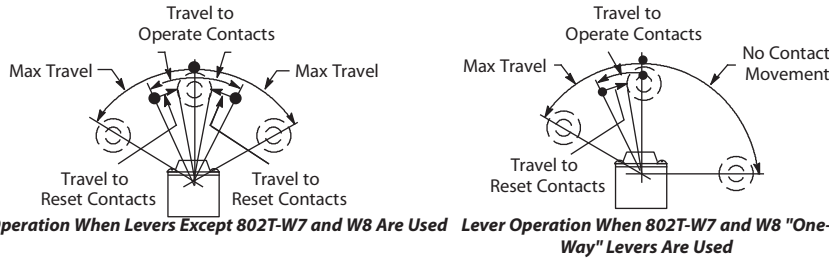 Travel to
Operate Contacts
Max Travel
Max Travel
Travel to
Reset Contacts
Travel to
Reset Contacts
When Levers Except 802T-W7 and W8 Are Used
Travel to
Operate Contacts
Max Travel
No Contact
Movement
Travel to
Reset Contacts
Lever Operation When 802T-W7 and W8 "One-
Way" Levers Are Used